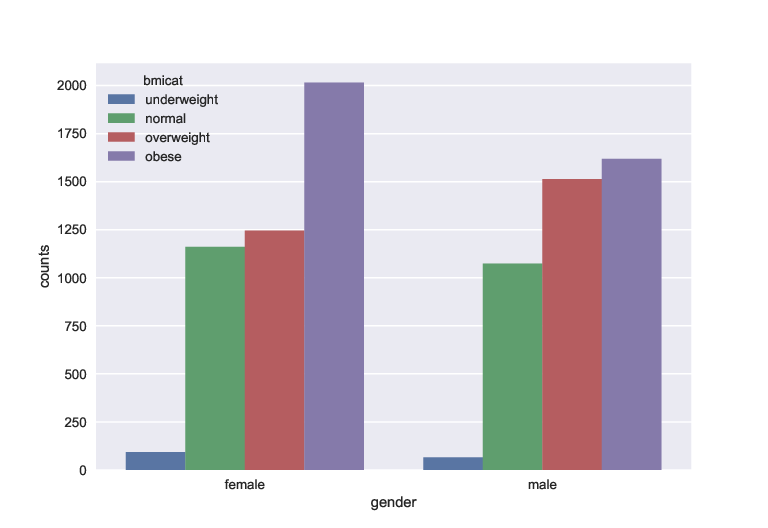 bmicat
underweight
normal
overweight
obese
2000
1750
1500
1250
1000
750
500
250
0
counts
female
male
gender